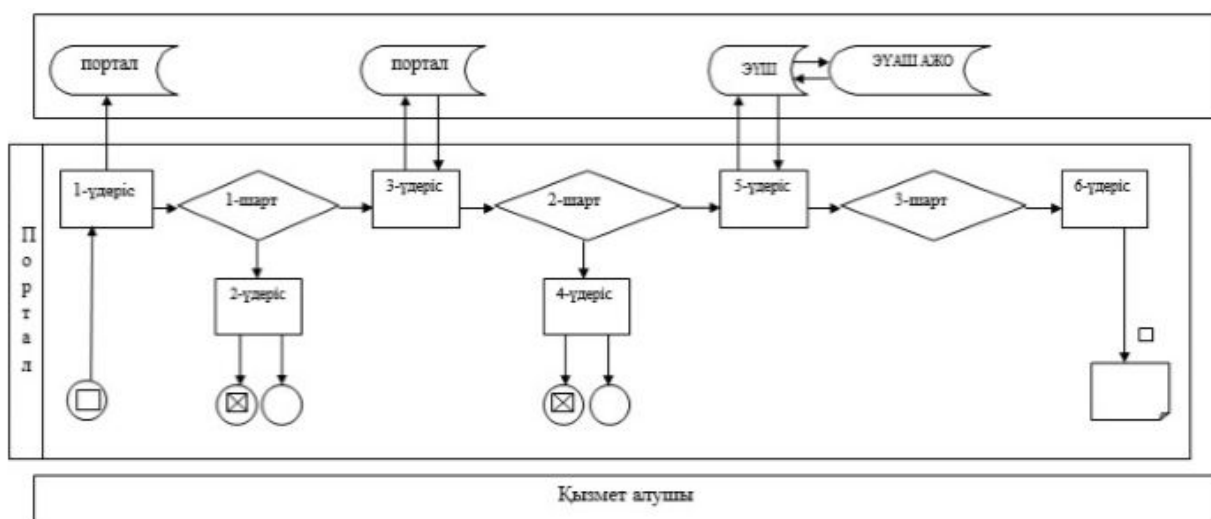 портал
портал
ЭҮШ
ЭҮАШ АЖО
Портал
1-үдеріс
1-шарт
3-үдеріс
2-шарт
5-үдеріс
3-шарт
6-үдеріс
2-үдеріс
4-үдеріс
Қызмет алушы